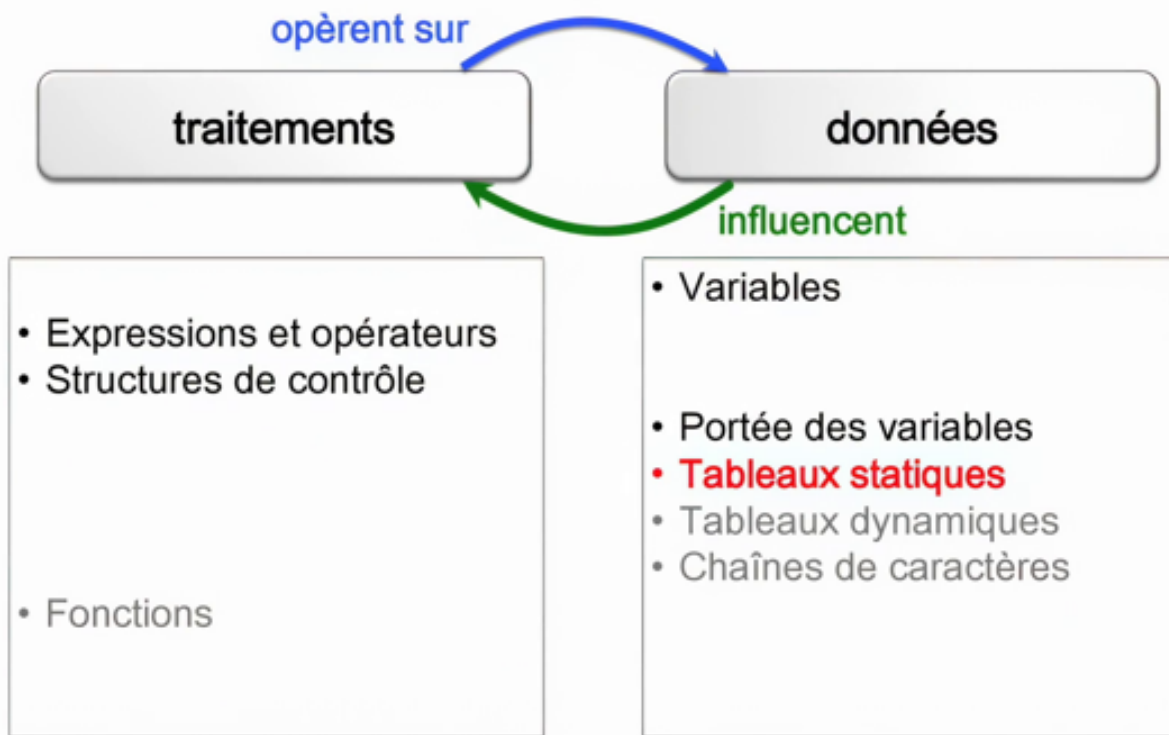 opèrent sur
traitements
données
influencent
• Expressions et opérateurs
• Structures de contrôle
• Fonctions
• Variables
• Portée des variables
• Tableaux statiques
• Tableaux dynamiques
• Chaînes de caractères